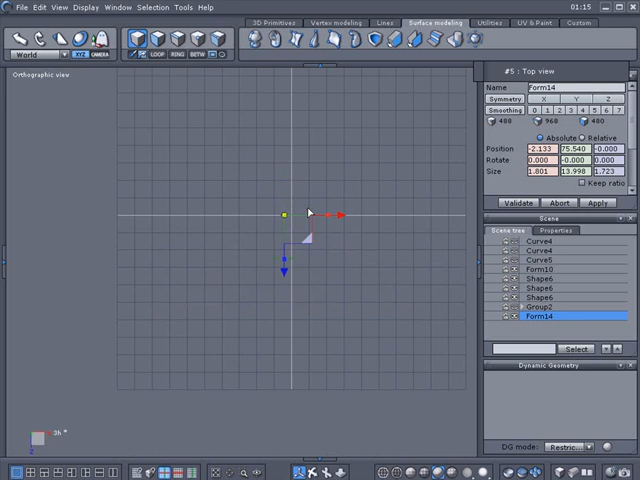 File Edit View Display Window Selection Tools Help 01:15
3D Primitives Vertex modeling Lines Surface modeling Utilities UV & Paint Custom
World XYZ CAMERA LOOP RING BETW
Orthographic view
#5 : Top view
Name Form14
Symmetry X Y Z
Smoothing 0 1 2 3 4 5 6 7
480 960 480
Absolute Relative
Position -2.133 75.540 -0.000
Rotate 0.000 -0.000 0.000
Size 1.801 13.998 1.723
Keep ratio
Validate Abort Apply
Scene
Scene tree Properties
Curve4
Curve4
Curve5
Form10
Shape6
Shape6
Shape6
Group2
Form14
Select
Dynamic Geometry
DG mode: Restric...